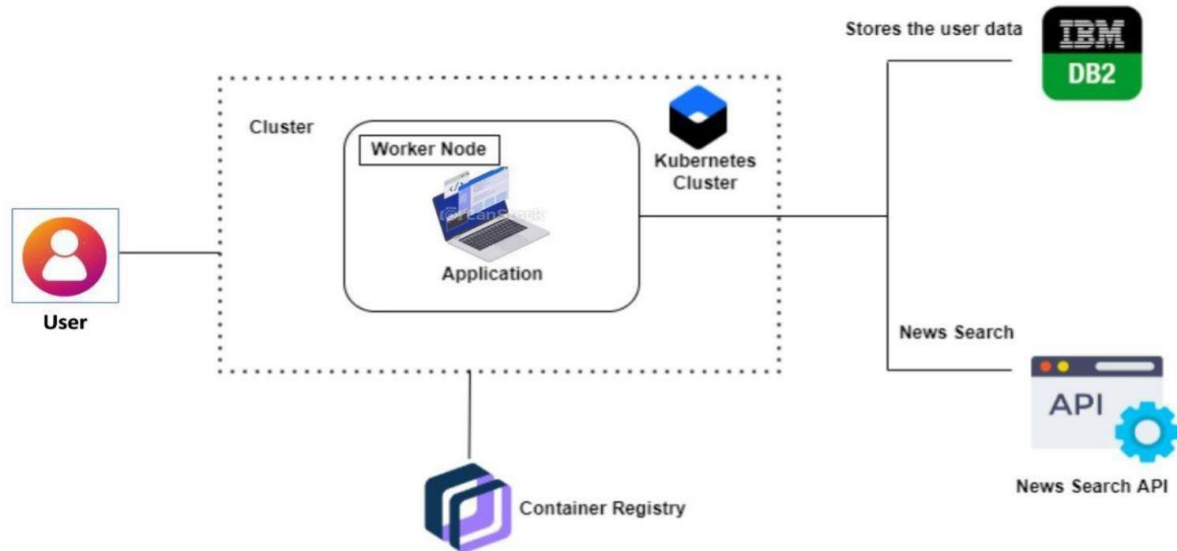 Stores the user data
IBM
DB2
Cluster
Worker Node
Kubernetes
Cluster
Application
User
News Search
API
News Search API
Container Registry